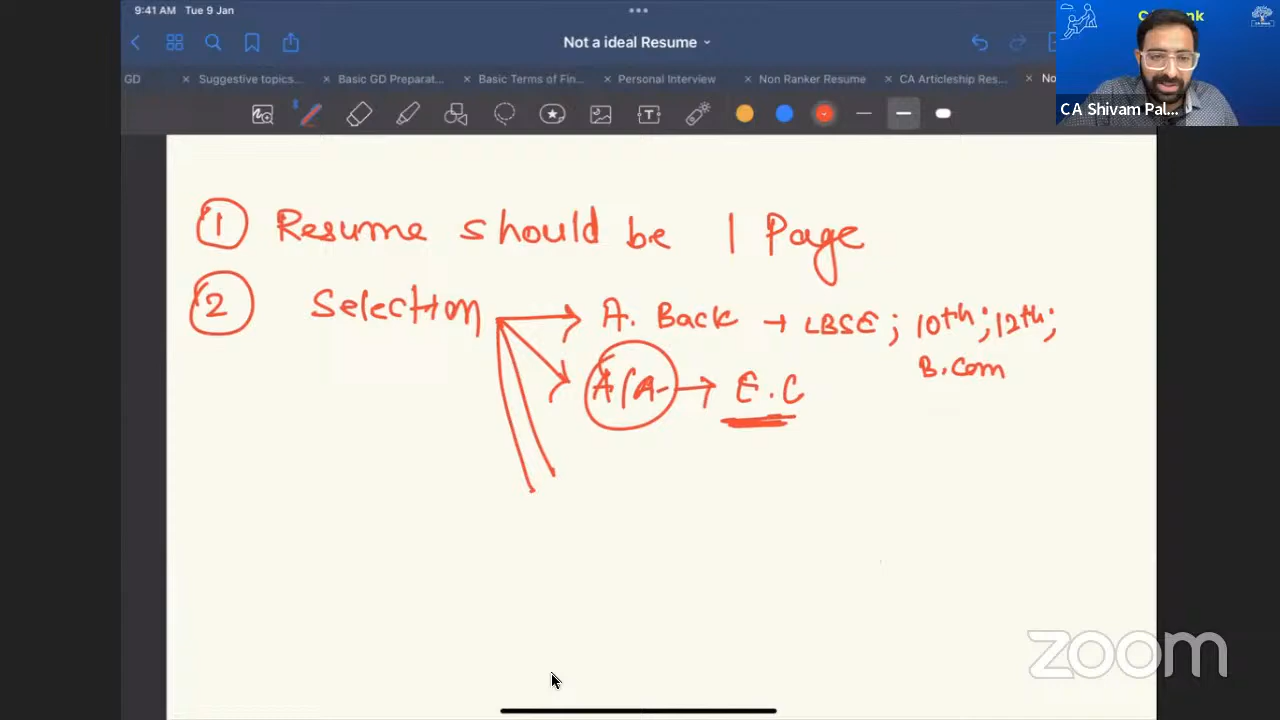 9:41 AM Tue 9 Jan
Not a ideal Resume
GD
Suggestive topics...
Basic GD Preparat...
Basic Terms of Fin...
Personal Interview
Non Ranker Resume
CA Articleship Res...
No
CA Shivam Pal...
1 Resume should be 1 Page
2 Selection
A. Back → LBSE; 10th; 12th;
B.Com
A/A → E.C
zoom